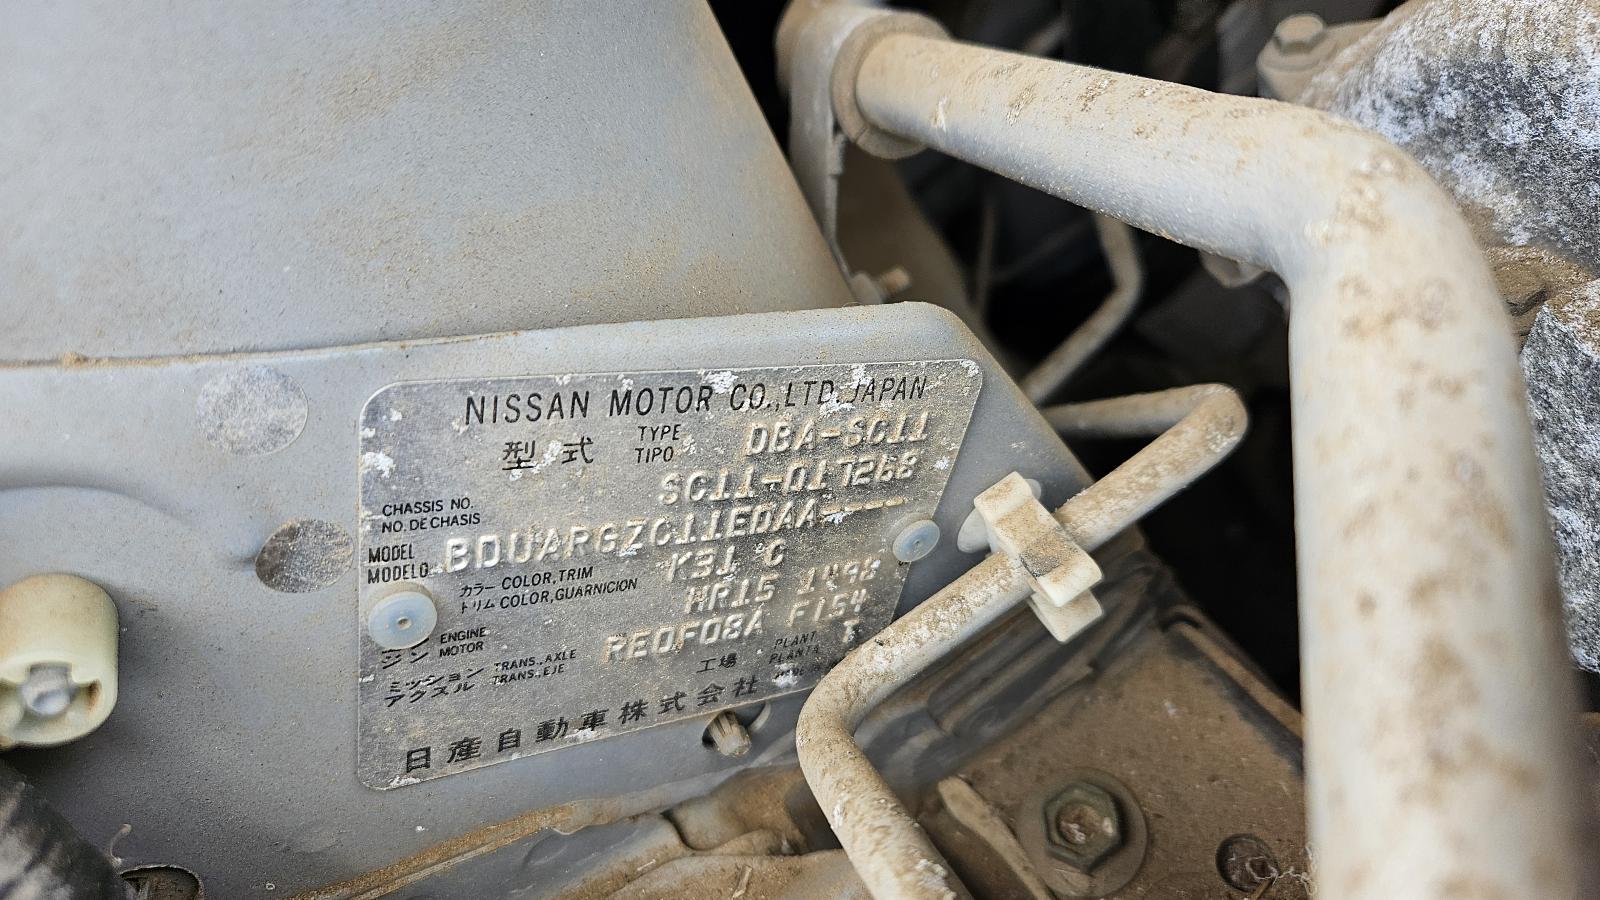 NISSAN MOTOR CO.,LTD.JAPAN
型式 TYPE TIPO DBA-SC11
CHASSIS NO. NO. DE CHASIS SC11-017268
MODEL MODELO BDUARGZC11EDAA----
カラー COLOR,TRIM トリム COLOR,GUARNICION K31 C
ENGINE MOTOR HR15 1498
ミッション TRANS., AXLE アクスル TRANS., EJE RE0F08A F154
工場 PLANT PLANTA T
日産自動車株式会社